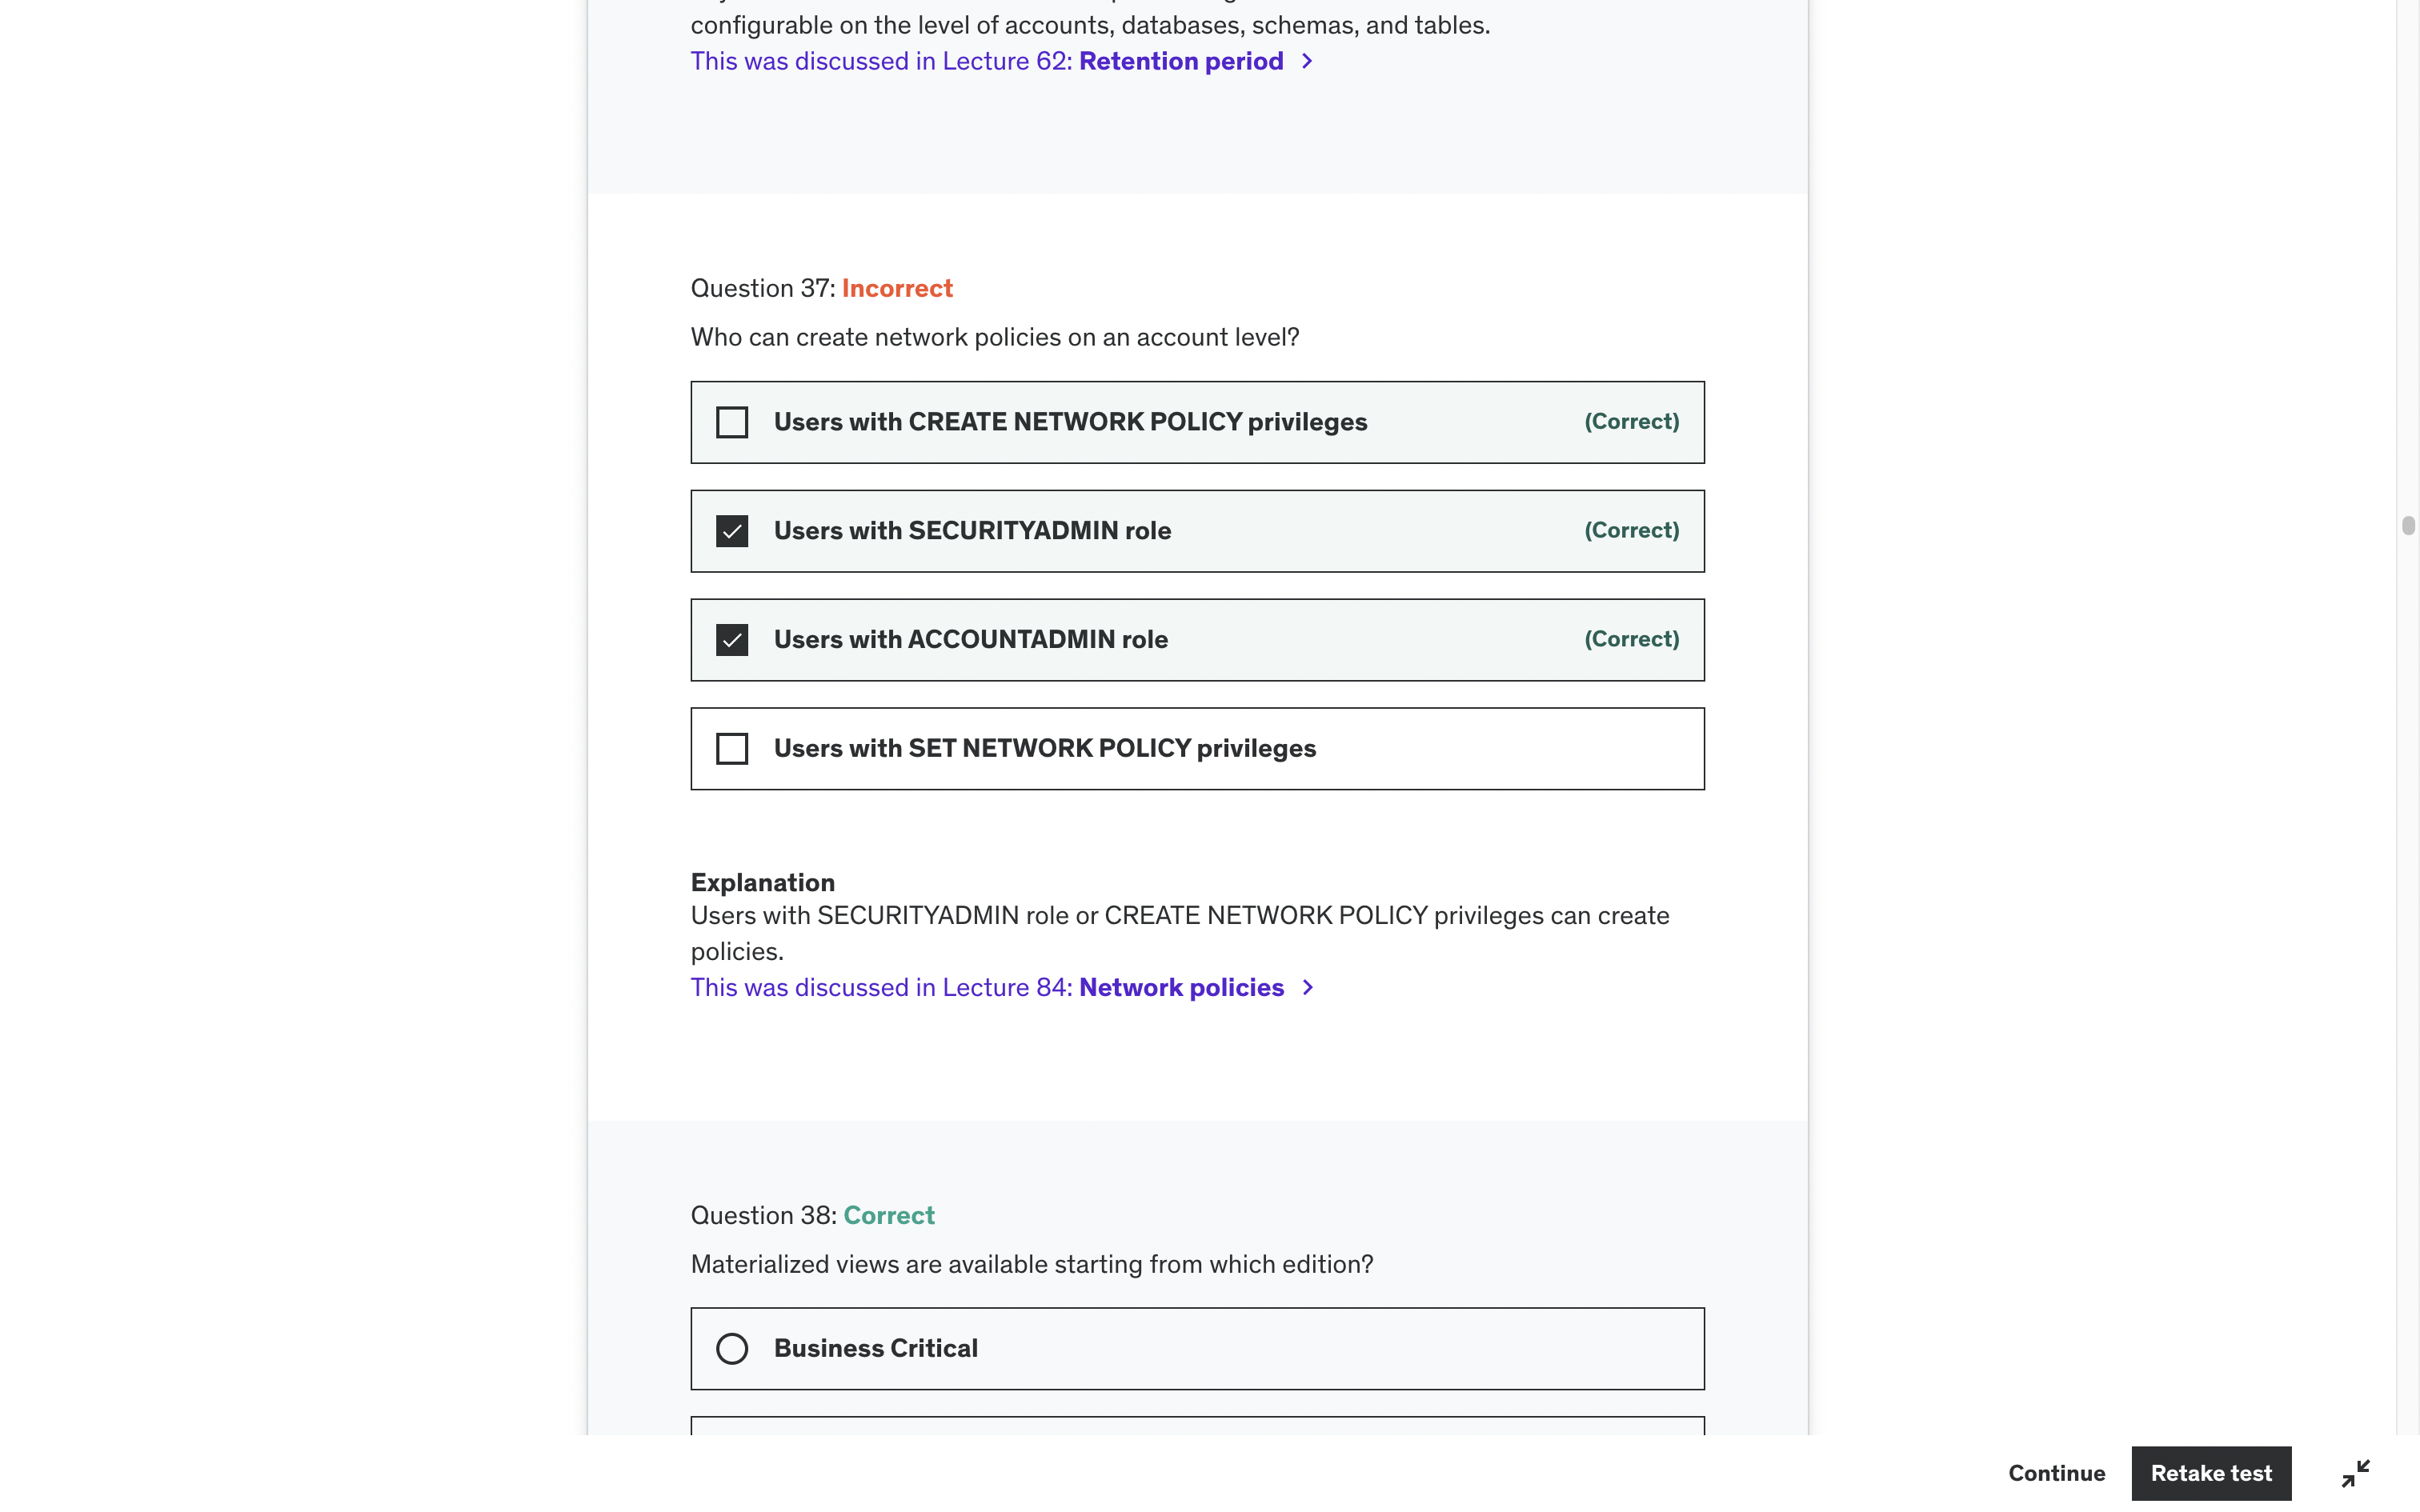 configurable on the level of accounts, databases, schemas, and tables.
This was discussed in Lecture 62: Retention period
Question 37: Incorrect
Who can create network policies on an account level?
Users with CREATE NETWORK POLICY privileges (Correct)
Users with SECURITYADMIN role (Correct)
Users with ACCOUNTADMIN role (Correct)
Users with SET NETWORK POLICY privileges
Explanation
Users with SECURITYADMIN role or CREATE NETWORK POLICY privileges can create
policies.
This was discussed in Lecture 84: Network policies
Question 38: Correct
Materialized views are available starting from which edition?
Business Critical
Continue Retake test